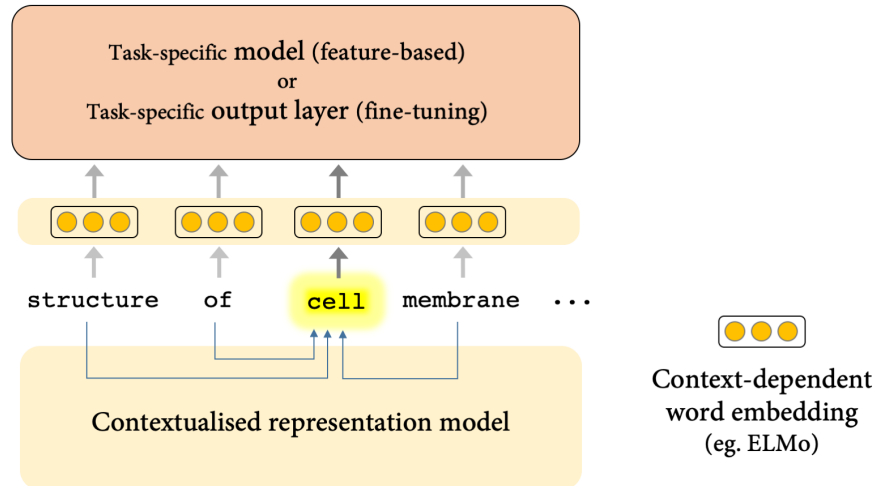 Task-specific model (feature-based)
or
Task-specific output layer (fine-tuning)
structure of cell membrane ...
Contextualised representation model
Context-dependent
word embedding
(eg. ELMo)